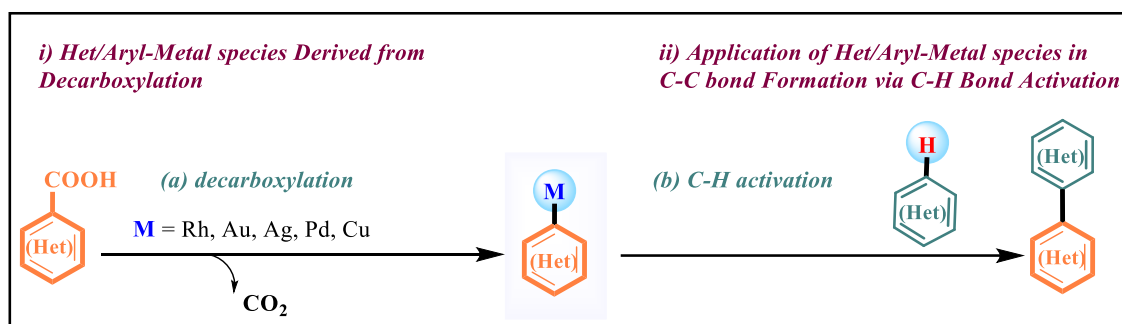 i) Het/Aryl-Metal species Derived from
Decarboxylation
ii) Application of Het/Aryl-Metal species in
C-C bond Formation via C-H Bond Activation
COOH
(Het)
(a) decarboxylation
M = Rh, Au, Ag, Pd, Cu
CO2
M
(Het)
(b) C-H activation
H
(Het)
(Het)
(Het)